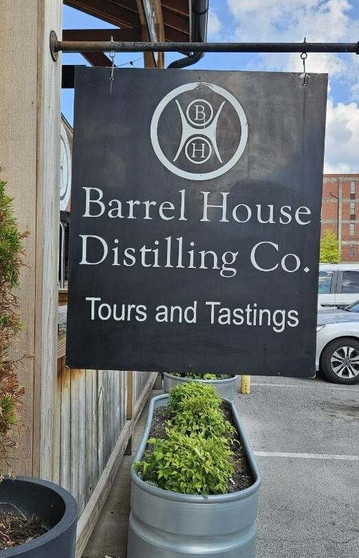 B
H
Barrel House
Distilling Co.
Tours and Tastings